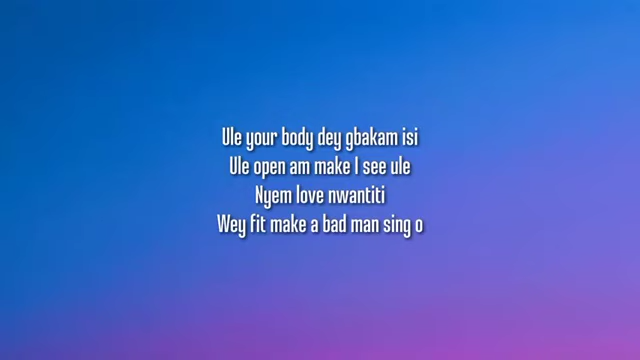 Ule your body dey gbakam isi
Ule open am make I see ule
Nyem love nwantiti
Wey fit make a bad man sing o